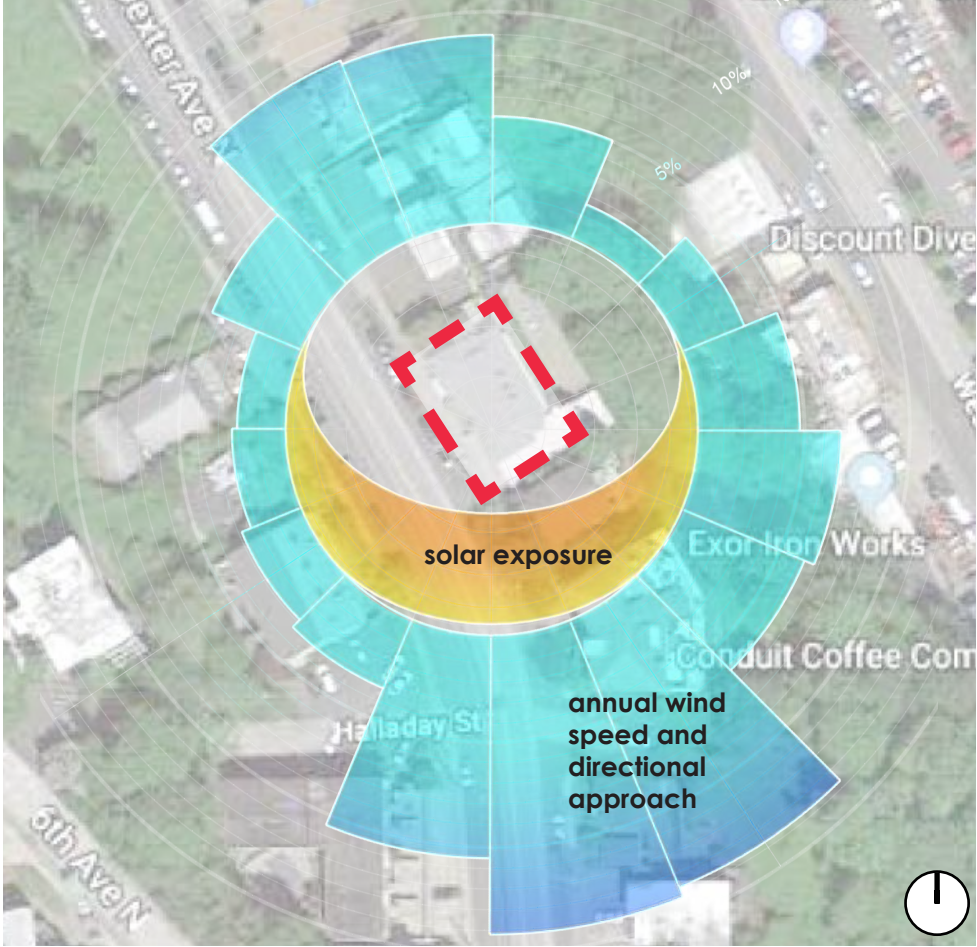 exter Ave N
10%
5%
Discount Dive
Exor Iron Works
solar exposure
Conduit Coffee Com
annual wind
speed and
directional
approach
Halladay St
6th Ave N